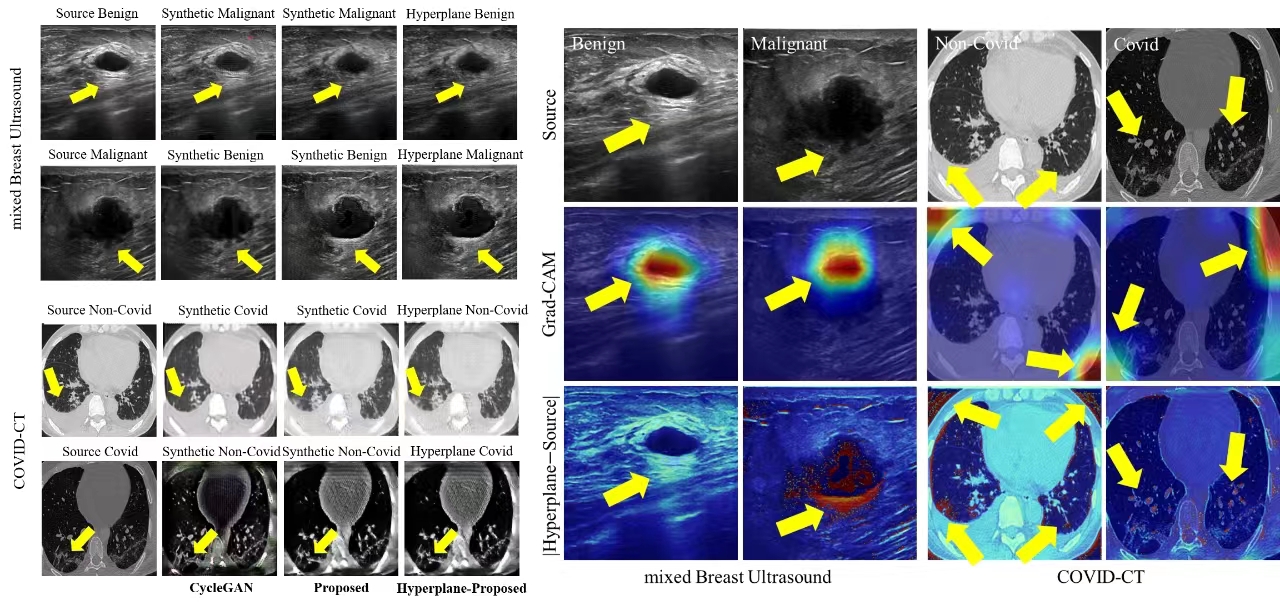 Source Benign Synthetic Malignant Synthetic Malignant Hyperplane Benign
mixed Breast Ultrasound
Source Malignant Synthetic Benign Synthetic Benign Hyperplane Malignant
Source Non-Covid Synthetic Covid Synthetic Covid Hyperplane Non-Covid
COVID-CT
Source Covid Synthetic Non-Covid Synthetic Non-Covid Hyperplane Covid
CycleGAN Proposed Hyperplane-Proposed
Benign Malignant Non-Covid Covid
Source
Grad-CAM
|Hyperplane—Source|
mixed Breast Ultrasound COVID-CT